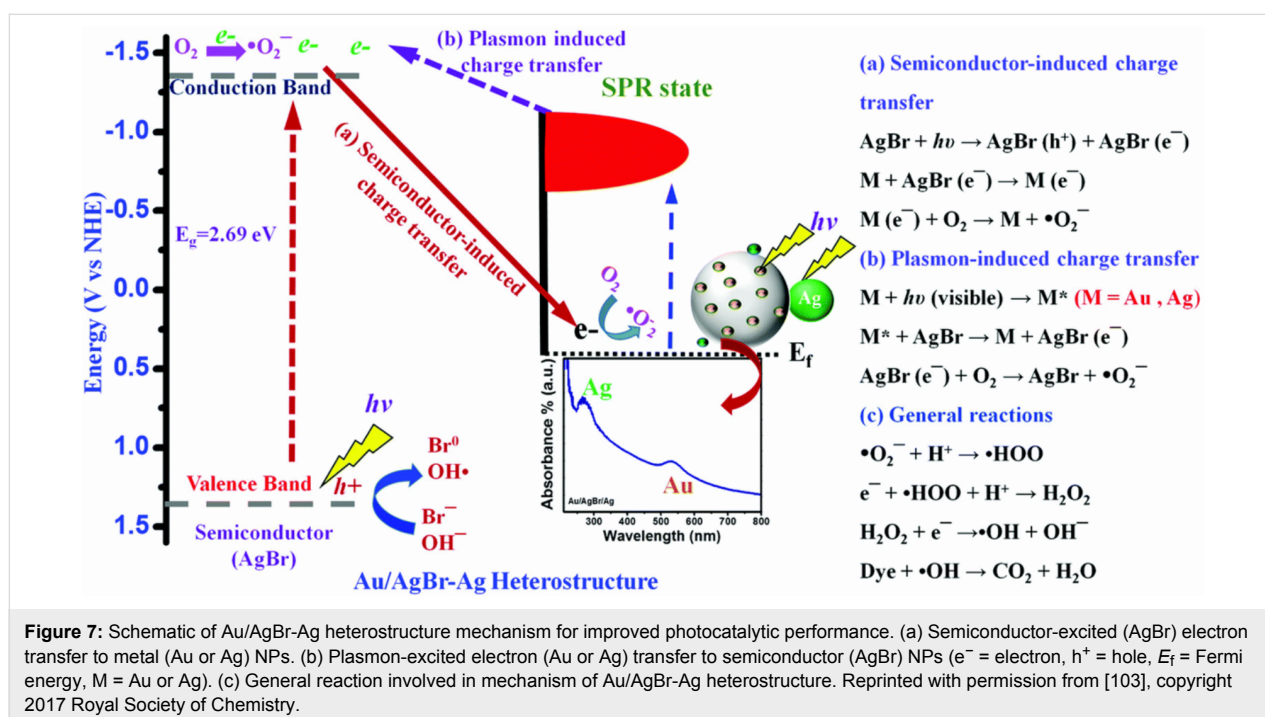 -1.5
-1.0
-0.5
0.0
0.5
1.0
1.5
Energy (V vs NHE)
O₂ e- •O₂⁻ e- e-
Conduction Band
(b) Plasmon induced
charge transfer
SPR state
(a) Semiconductor-induced
charge transfer
E_g=2.69 eV
hν
Valence Band h+
Semiconductor
(AgBr)
Br⁰
OH•
Br⁻
OH⁻
O₂
•O₂⁻
e-
hν
Ag
E_f
Absorbance % (a.u.)
Ag
Au
Au/AgBr/Ag
300 400 500 600 700 800
Wavelength (nm)
Au/AgBr-Ag Heterostructure
(a) Semiconductor-induced charge
transfer
AgBr + hυ → AgBr (h⁺) + AgBr (e⁻)
M + AgBr (e⁻) → M (e⁻)
M (e⁻) + O₂ → M + •O₂⁻
(b) Plasmon-induced charge transfer
M + hυ (visible) → M* (M = Au , Ag)
M* + AgBr → M + AgBr (e⁻)
AgBr (e⁻) + O₂ → AgBr + •O₂⁻
(c) General reactions
•O₂⁻ + H⁺ → •HOO
e⁻ + •HOO + H⁺ → H₂O₂
H₂O₂ + e⁻ →•OH + OH⁻
Dye + •OH → CO₂ + H₂O
Figure 7: Schematic of Au/AgBr-Ag heterostructure mechanism for improved photocatalytic performance. (a) Semiconductor-excited (AgBr) electron
transfer to metal (Au or Ag) NPs. (b) Plasmon-excited electron (Au or Ag) transfer to semiconductor (AgBr) NPs (e⁻ = electron, h⁺ = hole, E_f = Fermi
energy, M = Au or Ag). (c) General reaction involved in mechanism of Au/AgBr-Ag heterostructure. Reprinted with permission from [103], copyright
2017 Royal Society of Chemistry.